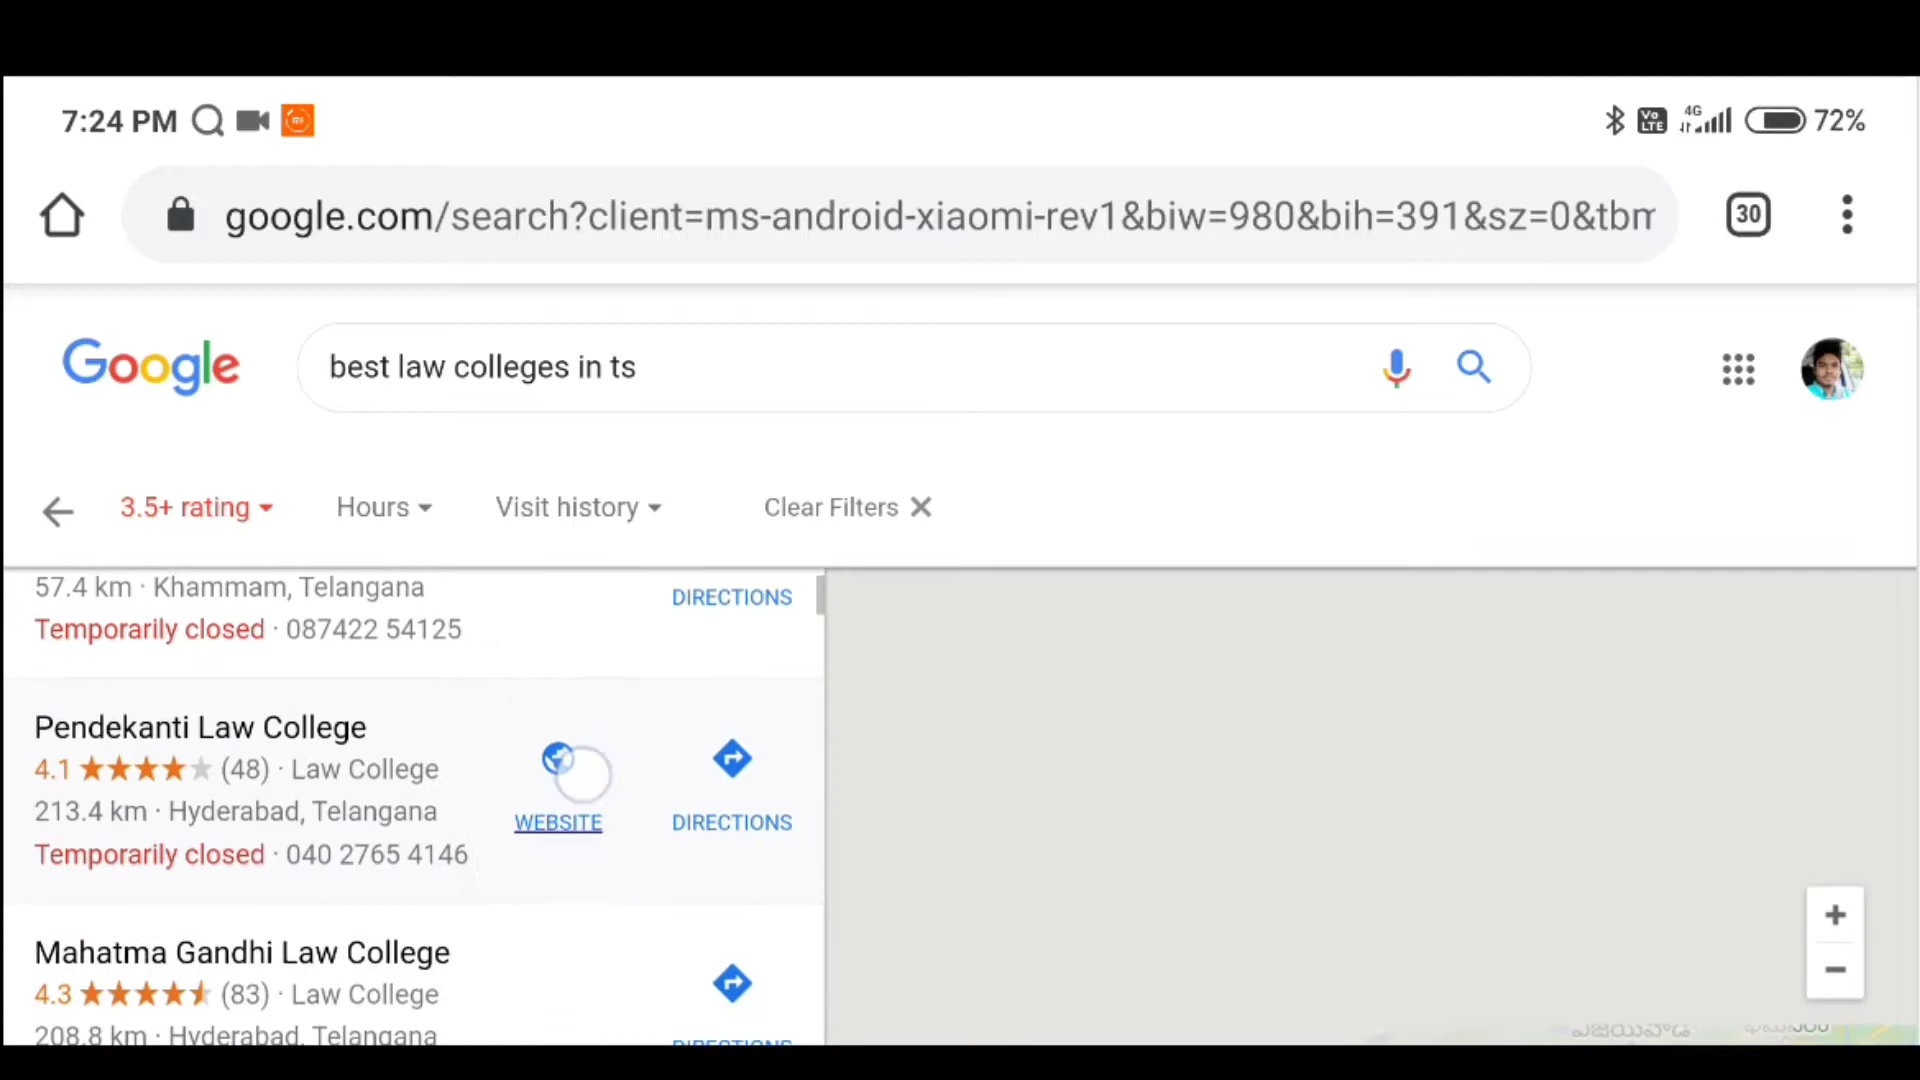 7:24 PM
Vo LTE 4G 72%
google.com/search?client=ms-android-xiaomi-rev1&biw=980&bih=391&sz=0&tbm
30
Google
best law colleges in ts
3.5+ rating Hours Visit history Clear Filters
57.4 km · Khammam, Telangana
DIRECTIONS
Temporarily closed · 087422 54125
Pendekanti Law College
4.1 (48) · Law College
213.4 km · Hyderabad, Telangana
WEBSITE DIRECTIONS
Temporarily closed · 040 2765 4146
Mahatma Gandhi Law College
4.3 (83) · Law College
208.8 km · Hyderabad, Telangana
DIRECTIONS